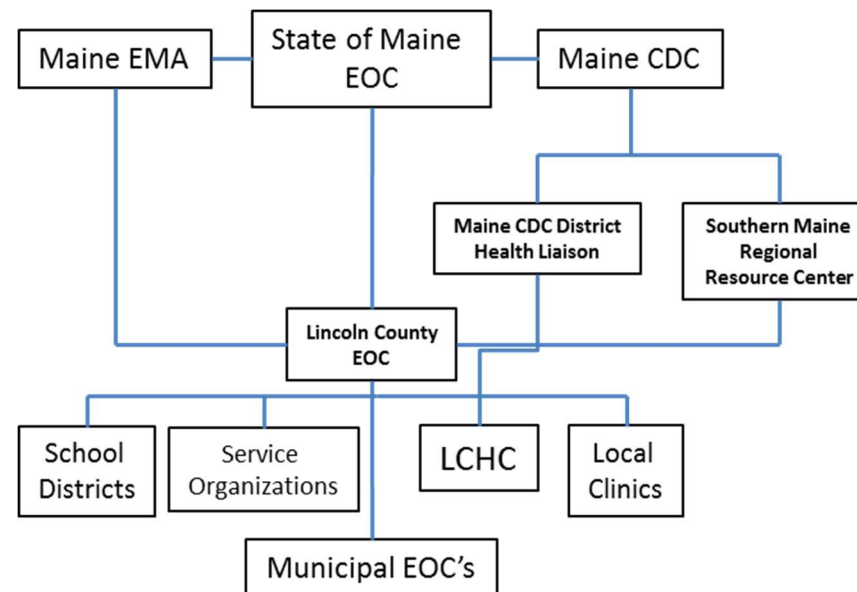 Maine EMA
State of Maine
EOC
Maine CDC
Maine CDC District
Health Liaison
Southern Maine
Regional
Resource Center
Lincoln County
EOC
School
Districts
Service
Organizations
LCHC
Local
Clinics
Municipal EOC's